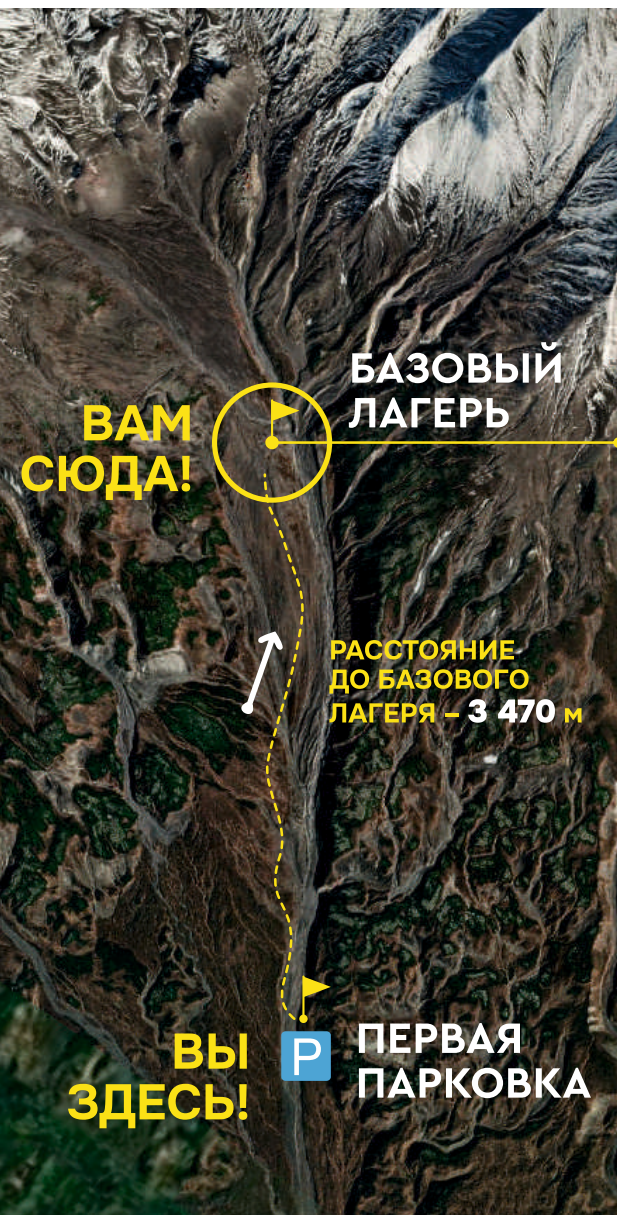 БАЗОВЫЙ
ЛАГЕРЬ
ВАМ
СЮДА!
РАССТОЯНИЕ
ДО БАЗОВОГО
ЛАГЕРЯ – 3 470 м
ВЫ
ЗДЕСЬ!
P
ПЕРВАЯ
ПАРКОВКА